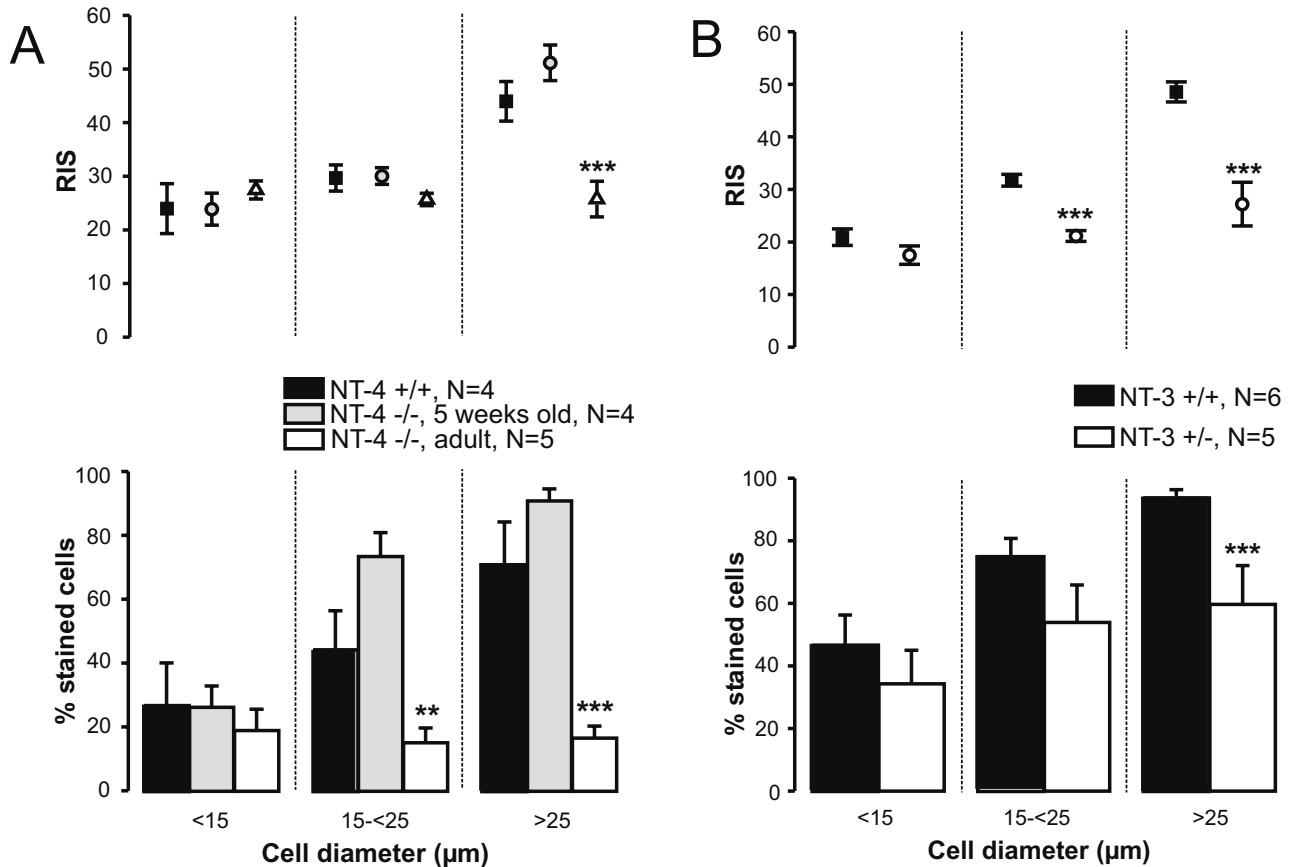 A
60
50
40
30
20
10
0
RIS
***
NT-4 +/+, N=4
NT-4 -/-, 5 weeks old, N=4
NT-4 -/-, adult, N=5
100
80
60
40
20
0
% stained cells
**
***
<15
15-<25
>25
Cell diameter (µm)
B
60
50
40
30
20
10
0
RIS
***
***
NT-3 +/+, N=6
NT-3 +/-, N=5
100
80
60
40
20
0
% stained cells
***
<15
15-<25
>25
Cell diameter (µm)